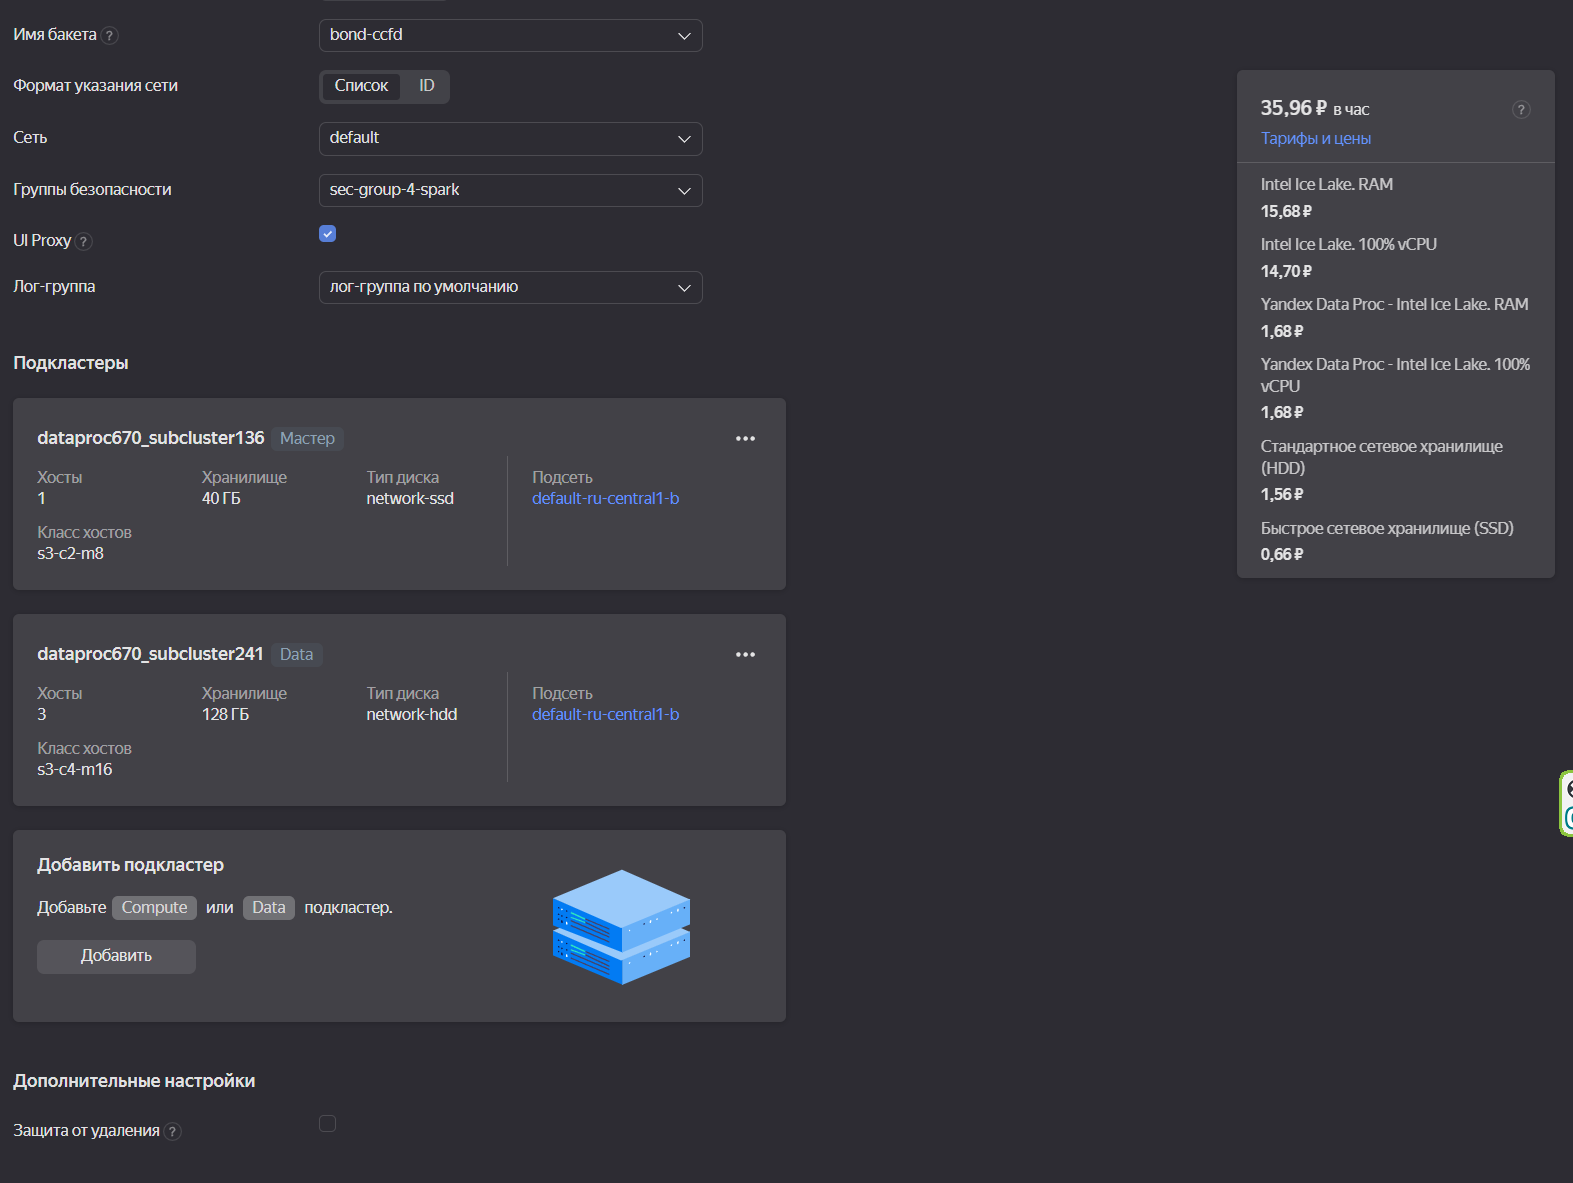 Имя бакета ?
bond-ccfd
Формат указания сети
Список ID
Сеть
default
Группы безопасности
sec-group-4-spark
UI Proxy ?
Лог-группа
лог-группа по умолчанию
Подкластеры
dataproc670_subcluster136 Мастер
Хосты
1
Хранилище
40 ГБ
Тип диска
network-ssd
Подсеть
default-ru-central1-b
Класс хостов
s3-c2-m8
dataproc670_subcluster241 Data
Хосты
3
Хранилище
128 ГБ
Тип диска
network-hdd
Подсеть
default-ru-central1-b
Класс хостов
s3-c4-m16
Добавить подкластер
Добавьте Compute или Data подкластер.
Добавить
Дополнительные настройки
Защита от удаления ?
35,96 ₽ в час ?
Тарифы и цены
Intel Ice Lake. RAM
15,68 ₽
Intel Ice Lake. 100% vCPU
14,70 ₽
Yandex Data Proc - Intel Ice Lake. RAM
1,68 ₽
Yandex Data Proc - Intel Ice Lake. 100%
vCPU
1,68 ₽
Стандартное сетевое хранилище
(HDD)
1,56 ₽
Быстрое сетевое хранилище (SSD)
0,66 ₽